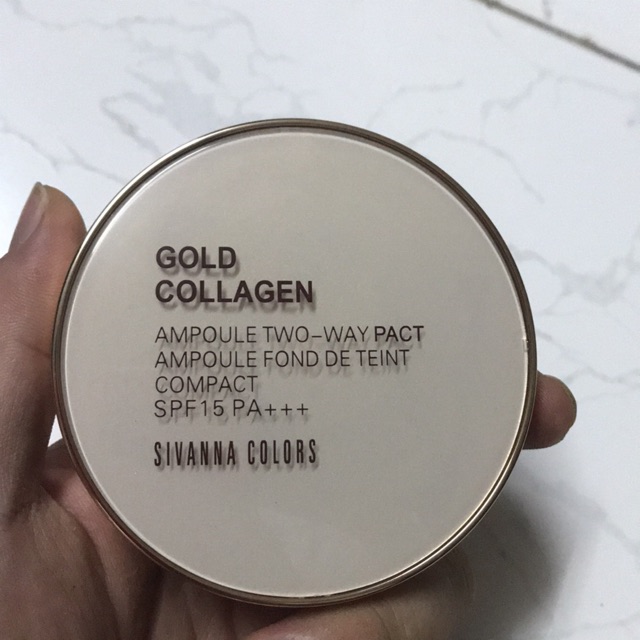 GOLD
COLLAGEN
AMPOULE TWO-WAY PACT
AMPOULE FOND DE TEINT
COMPACT
SPF15 PA+++
SIVANNA COLORS